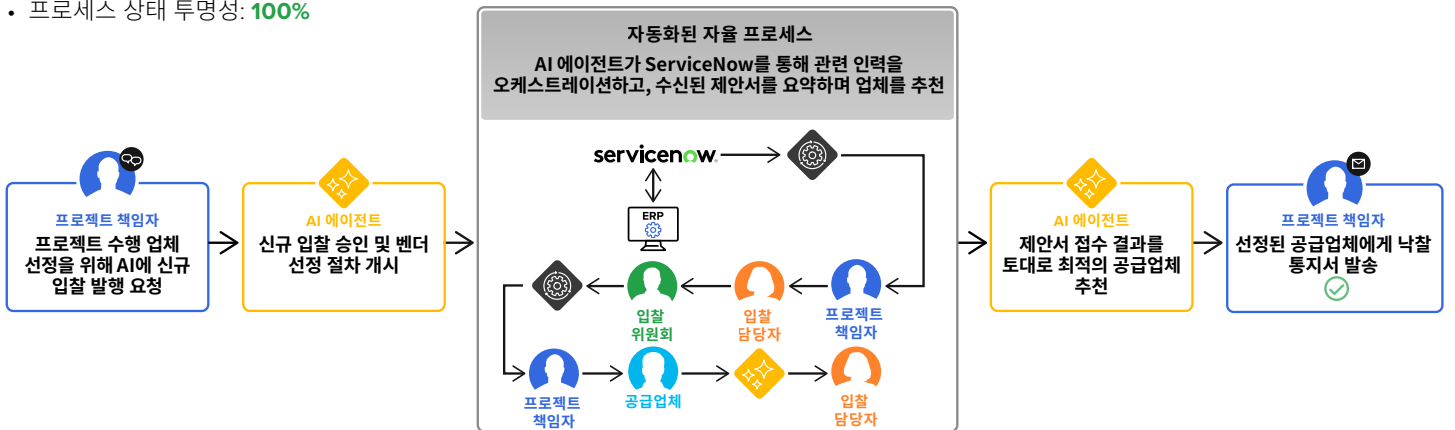 • 프로세스 상태 투명성: 100%
자동화된 자율 프로세스
AI 에이전트가 ServiceNow를 통해 관련 인력을
오케스트레이션하고, 수신된 제안서를 요약하며 업체를 추천
servicenow
ERP
프로젝트 책임자
프로젝트 수행 업체
선정을 위해 AI에 신규
입찰 발행 요청
AI 에이전트
신규 입찰 승인 및 벤더
선정 절차 개시
입찰
위원회
입찰
담당자
프로젝트
책임자
프로젝트
책임자
공급업체
입찰
담당자
AI 에이전트
제안서 접수 결과를
토대로 최적의 공급업체
추천
프로젝트 책임자
선정된 공급업체에게 낙찰
통지서 발송